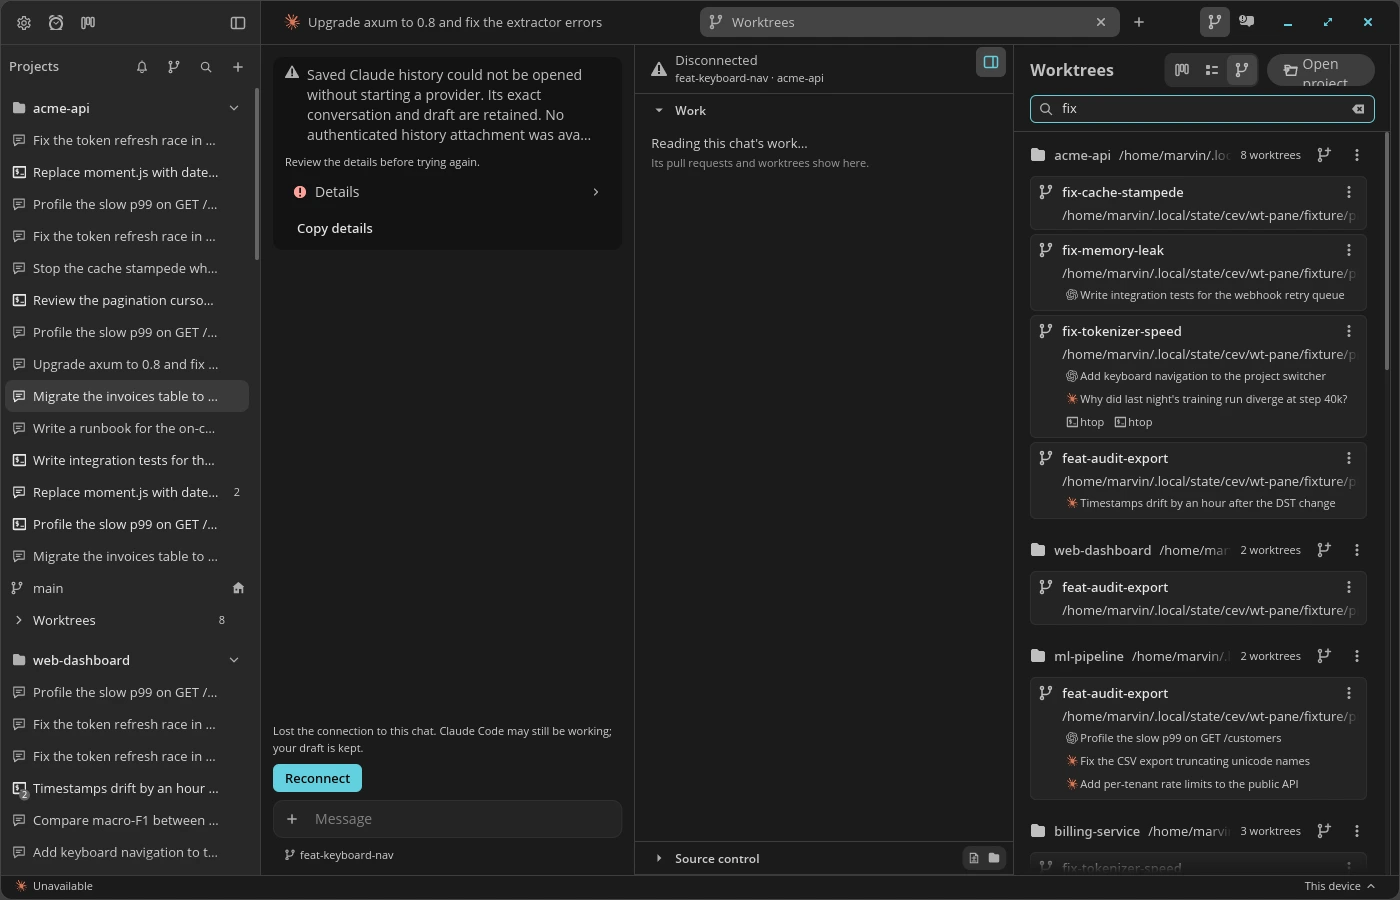 Upgrade axum to 0.8 and fix the extractor errors
Worktrees
Projects
acme-api
Fix the token refresh race in ...
Replace moment.js with date...
Profile the slow p99 on GET /...
Fix the token refresh race in ...
Stop the cache stampede wh...
Review the pagination curso...
Profile the slow p99 on GET /...
Upgrade axum to 0.8 and fix ...
Migrate the invoices table to ...
Write a runbook for the on-c...
Write integration tests for th...
Replace moment.js with date... 2
Profile the slow p99 on GET /...
Migrate the invoices table to ...
main
Worktrees 8
web-dashboard
Profile the slow p99 on GET /...
Fix the token refresh race in ...
Fix the token refresh race in ...
2 Timestamps drift by an hour ...
Compare macro-F1 between ...
Add keyboard navigation to t...
Unavailable
Saved Claude history could not be opened
without starting a provider. Its exact
conversation and draft are retained. No
authenticated history attachment was ava...
Review the details before trying again.
Details
Copy details
Lost the connection to this chat. Claude Code may still be working;
your draft is kept.
Reconnect
Message
feat-keyboard-nav
Disconnected
feat-keyboard-nav · acme-api
Work
Reading this chat's work...
Its pull requests and worktrees show here.
Source control
Worktrees
Open
project
fix
acme-api /home/marvin/.loc 8 worktrees
fix-cache-stampede
/home/marvin/.local/state/cev/wt-pane/fixture/p
fix-memory-leak
/home/marvin/.local/state/cev/wt-pane/fixture/p
Write integration tests for the webhook retry queue
fix-tokenizer-speed
/home/marvin/.local/state/cev/wt-pane/fixture/p
Add keyboard navigation to the project switcher
Why did last night's training run diverge at step 40k?
htop htop
feat-audit-export
/home/marvin/.local/state/cev/wt-pane/fixture/p
Timestamps drift by an hour after the DST change
web-dashboard /home/mar 2 worktrees
feat-audit-export
/home/marvin/.local/state/cev/wt-pane/fixture/p
ml-pipeline /home/marvin/. 2 worktrees
feat-audit-export
/home/marvin/.local/state/cev/wt-pane/fixture/p
Profile the slow p99 on GET /customers
Fix the CSV export truncating unicode names
Add per-tenant rate limits to the public API
billing-service /home/marvi 3 worktrees
fix-tokenizer-speed
This device